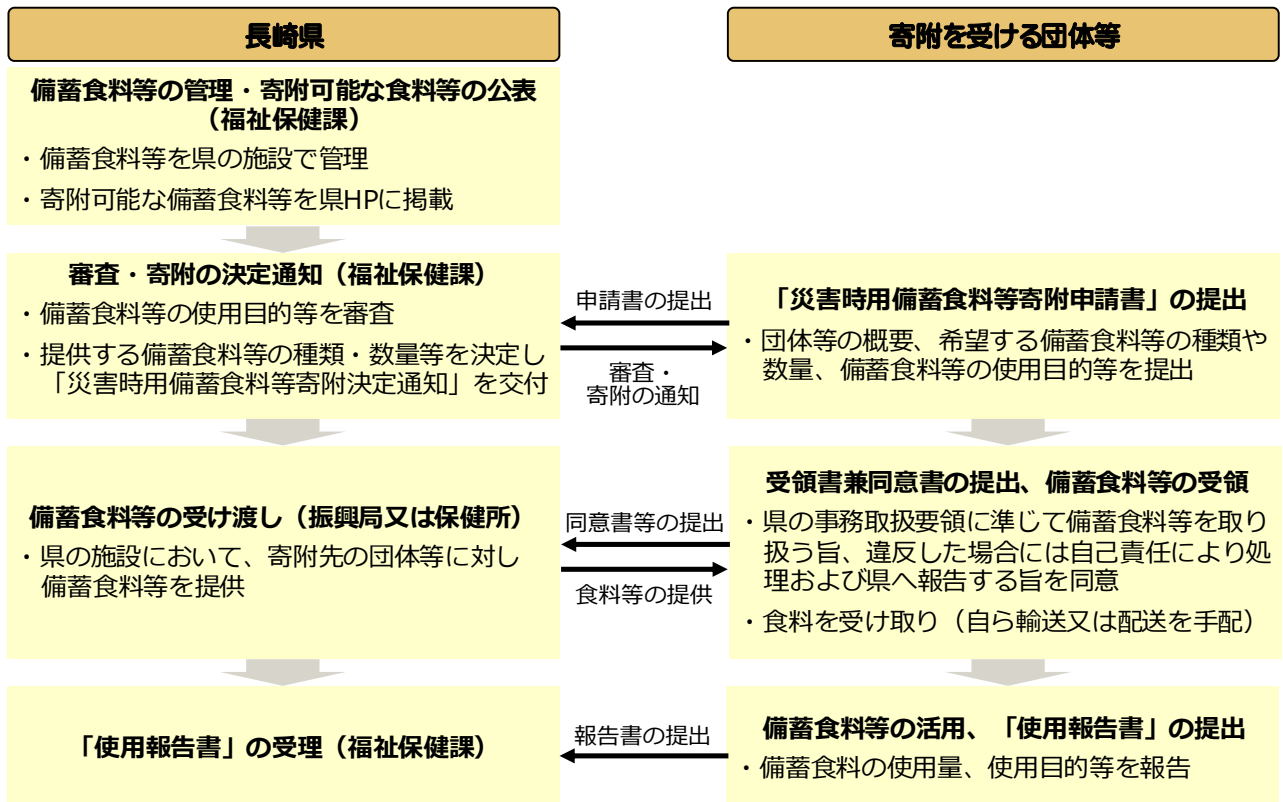 長崎県
寄附を受ける団体等
備蓄食料等の管理・寄附可能な食料等の公表
（福祉保健課）
・備蓄食料等を県の施設で管理
・寄附可能な備蓄食料等を県HPに掲載
審査・寄附の決定通知（福祉保健課）
・備蓄食料等の使用目的等を審査
・提供する備蓄食料等の種類・数量等を決定し
「災害時用備蓄食料等寄附決定通知」を交付
申請書の提出
審査・
寄附の通知
「災害時用備蓄食料等寄附申請書」の提出
・団体等の概要、希望する備蓄食料等の種類や
数量、備蓄食料等の使用目的等を提出
備蓄食料等の受け渡し（振興局又は保健所）
・県の施設において、寄附先の団体等に対し
備蓄食料等を提供
同意書等の提出
食料等の提供
受領書兼同意書の提出、備蓄食料等の受領
・県の事務取扱要領に準じて備蓄食料等を取り
扱う旨、違反した場合には自己責任により処
理および県へ報告する旨を同意
・食料を受け取り（自ら輸送又は配送を手配）
「使用報告書」の受理（福祉保健課）
報告書の提出
備蓄食料等の活用、「使用報告書」の提出
・備蓄食料の使用量、使用目的等を報告